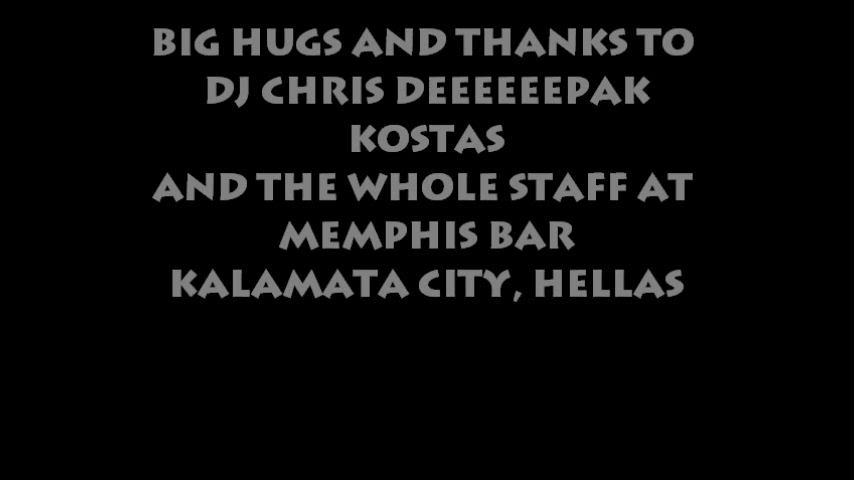 BIG HUGS AND THANKS TO
DJ CHRIS DEEEEEEPAK
KOSTAS
AND THE WHOLE STAFF AT
MEMPHIS BAR
KALAMATA CITY, HELLAS